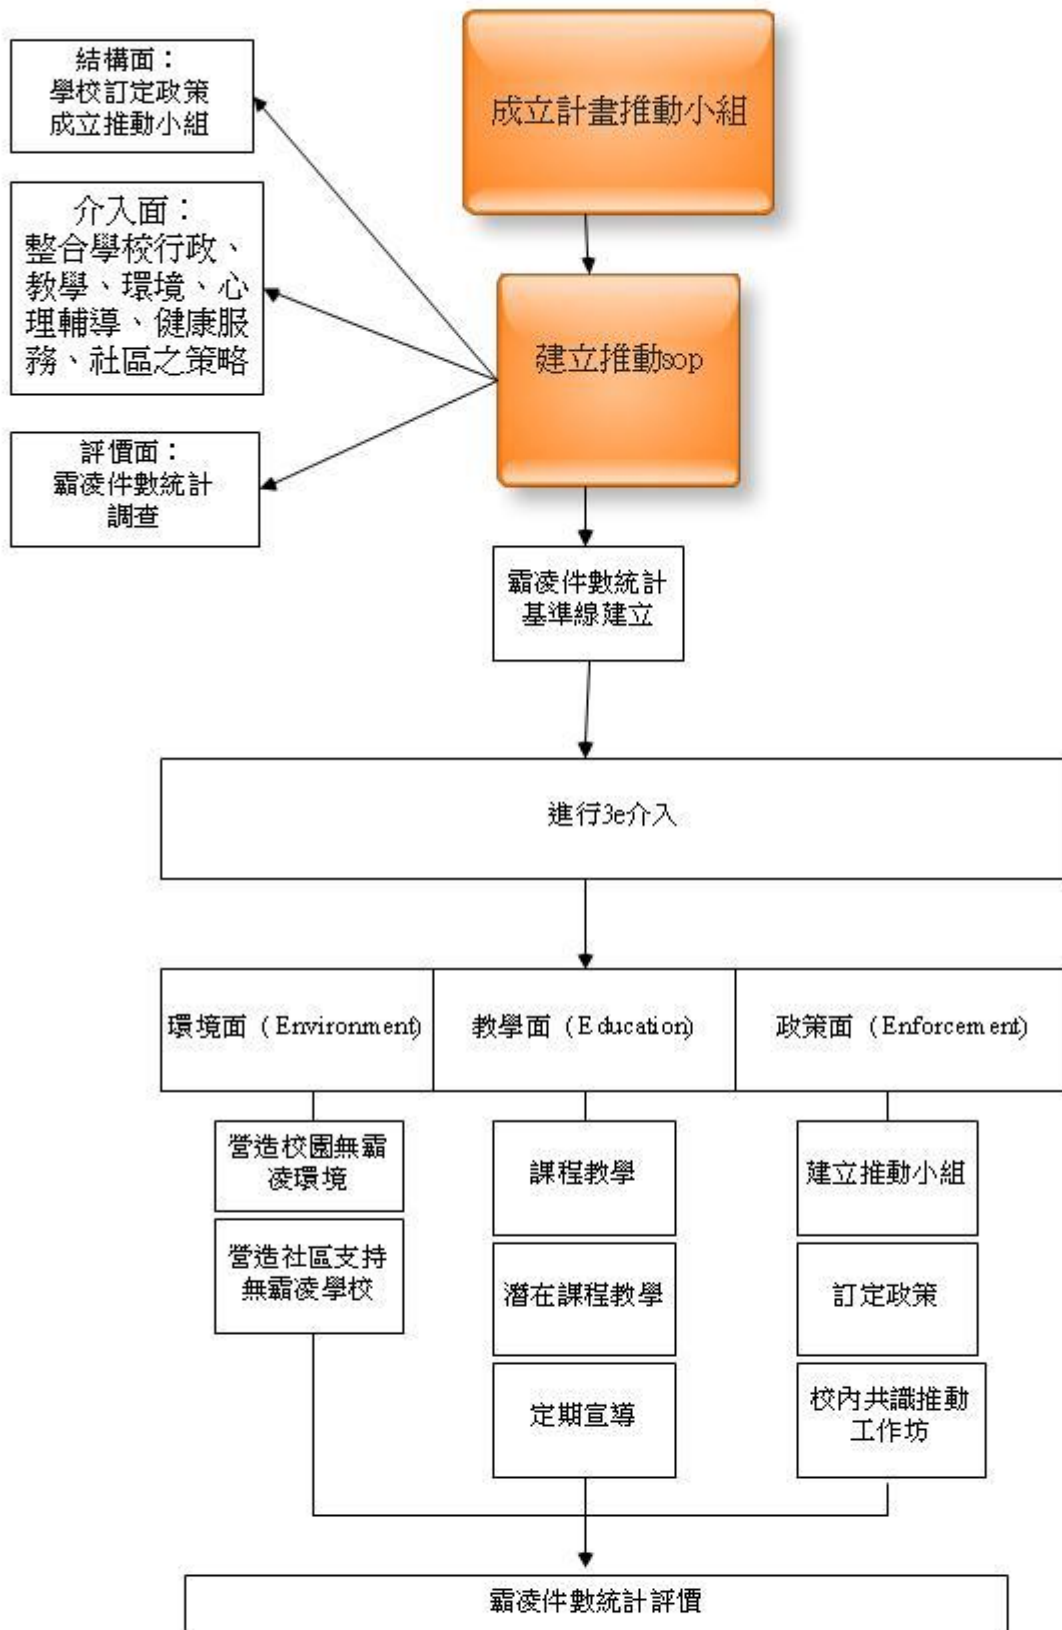 成立計畫推動小組
結構面：
學校訂定政策
成立推動小組
介入面：
整合學校行政、
教學、環境、心
理輔導、健康服
務、社區之策略
評價面：
霸凌件數統計
調查
建立推動sop
霸凌件數統計
基準線建立
進行3e介入
環境面（Environment)
教學面（Education)
政策面（Enforcement)
營造校園無霸
凌環境
營造社區支持
無霸凌學校
課程教學
潛在課程教學
定期宣導
建立推動小組
訂定政策
校內共識推動
工作坊
霸凌件數統計評價